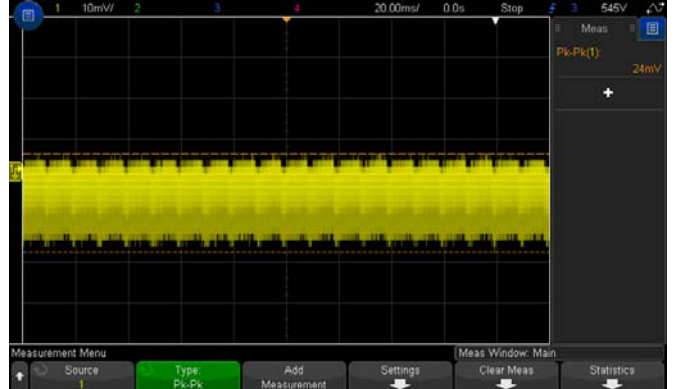 1 10mV/ 2 3 4 20.00ms/ 0.0s Stop 3 545V
Meas
Pk-Pk(1):
24mV
+
Measurement Menu
Meas Window: Main
Source
1
Type:
Pk-Pk
Add
Measurement
Settings
Clear Meas
Statistics